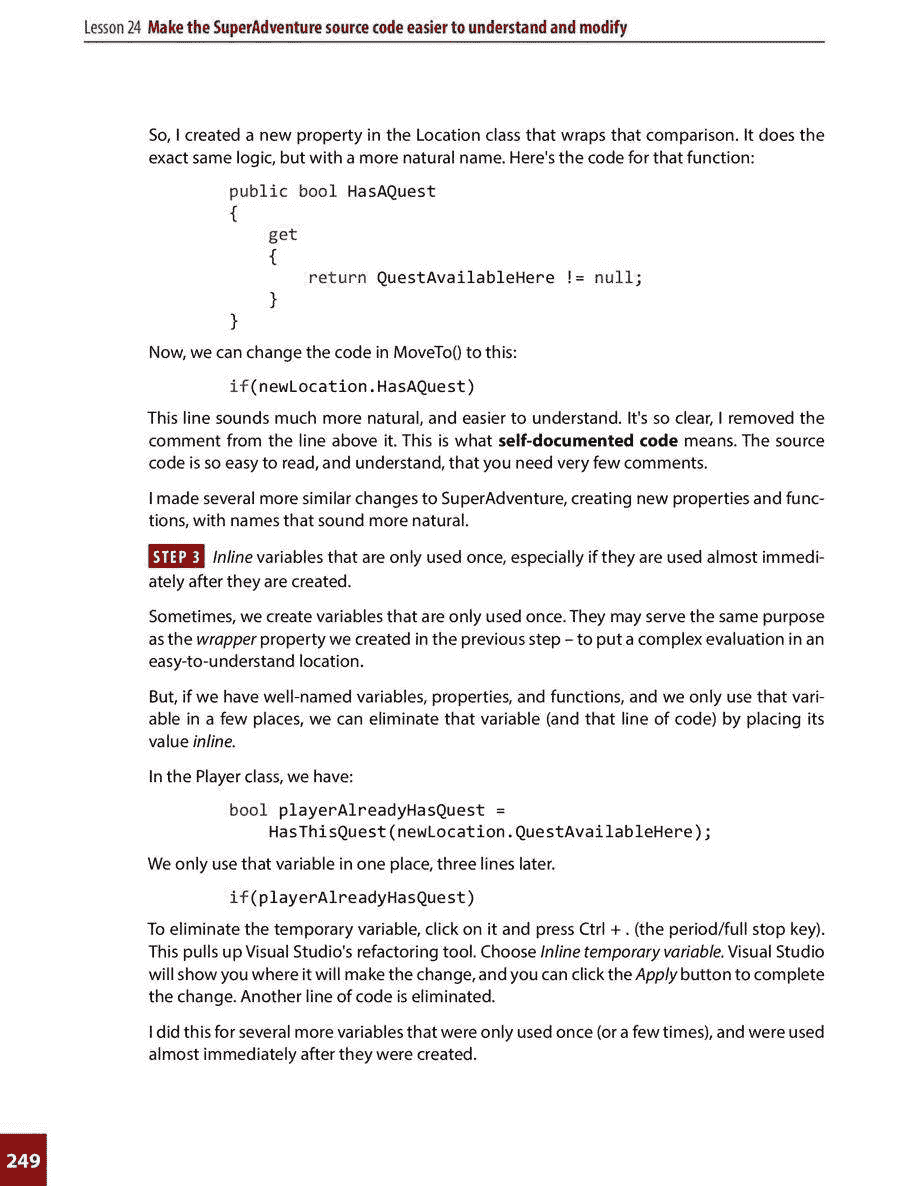 Lesson 24 Make the SuperAdventure source code easier to understand and modify
So, I created a new property in the Location class that wraps that comparison. It does the
exact same logic, but with a more natural name. Here's the code for that function:
public bool HasAQuest
{
get
{
return QuestAvailableHere != null;
}
}
Now, we can change the code in MoveTo() to this:
if(newLocation.HasAQuest)
This line sounds much more natural, and easier to understand. It's so clear, I removed the
comment from the line above it. This is what self-documented code means. The source
code is so easy to read, and understand, that you need very few comments.
I made several more similar changes to SuperAdventure, creating new properties and func-
tions, with names that sound more natural.
STEP 3 Inline variables that are only used once, especially if they are used almost immedi-
ately after they are created.
Sometimes, we create variables that are only used once. They may serve the same purpose
as the wrapper property we created in the previous step – to put a complex evaluation in an
easy-to-understand location.
But, if we have well-named variables, properties, and functions, and we only use that vari-
able in a few places, we can eliminate that variable (and that line of code) by placing its
value inline.
In the Player class, we have:
bool playerAlreadyHasQuest =
HasThisQuest(newLocation.QuestAvailableHere);
We only use that variable in one place, three lines later.
if(playerAlreadyHasQuest)
To eliminate the temporary variable, click on it and press Ctrl + . (the period/full stop key).
This pulls up Visual Studio's refactoring tool. Choose Inline temporary variable. Visual Studio
will show you where it will make the change, and you can click the Apply button to complete
the change. Another line of code is eliminated.
I did this for several more variables that were only used once (or a few times), and were used
almost immediately after they were created.
249